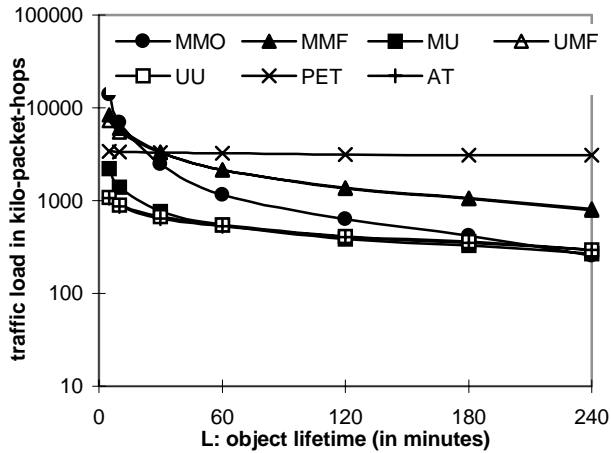 MMO MMF MU UMF
UU PET AT
100000
10000
1000
100
10
0 60 120 180 240
traffic load in kilo-packet-hops
L: object lifetime (in minutes)